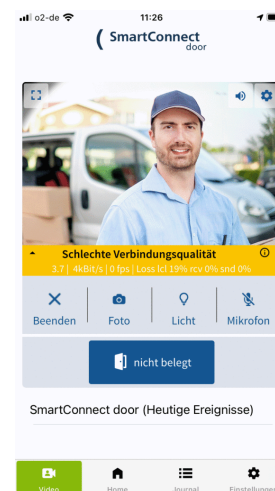 o2-de
11:26
SmartConnect
door
Schlechte Verbindungsqualität
3.7 | 4kBit/s | 0 fps | Loss lcl 19% rcv 0% snd 0%
Beenden
Foto
Licht
Mikrofon
nicht belegt
SmartConnect door (Heutige Ereignisse)
Video
Home
Journal
Einstellungen